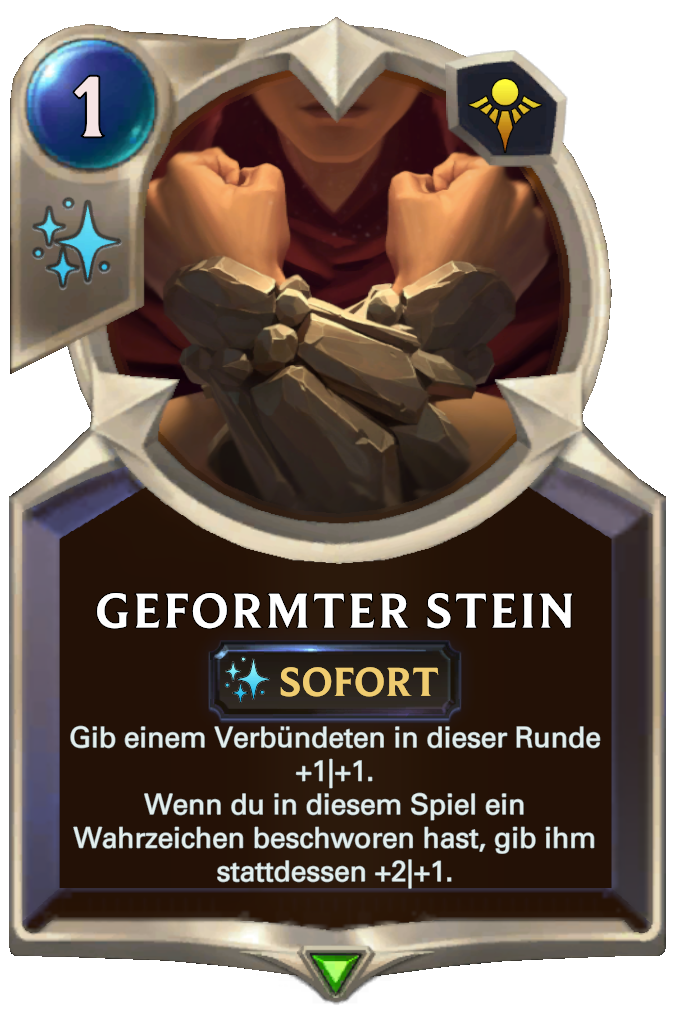 1
GEFORMTER STEIN
SOFORT
Gib einem Verbündeten in dieser Runde
+1|+1.
Wenn du in diesem Spiel ein
Wahrzeichen beschworen hast, gib ihm
stattdessen +2|+1.